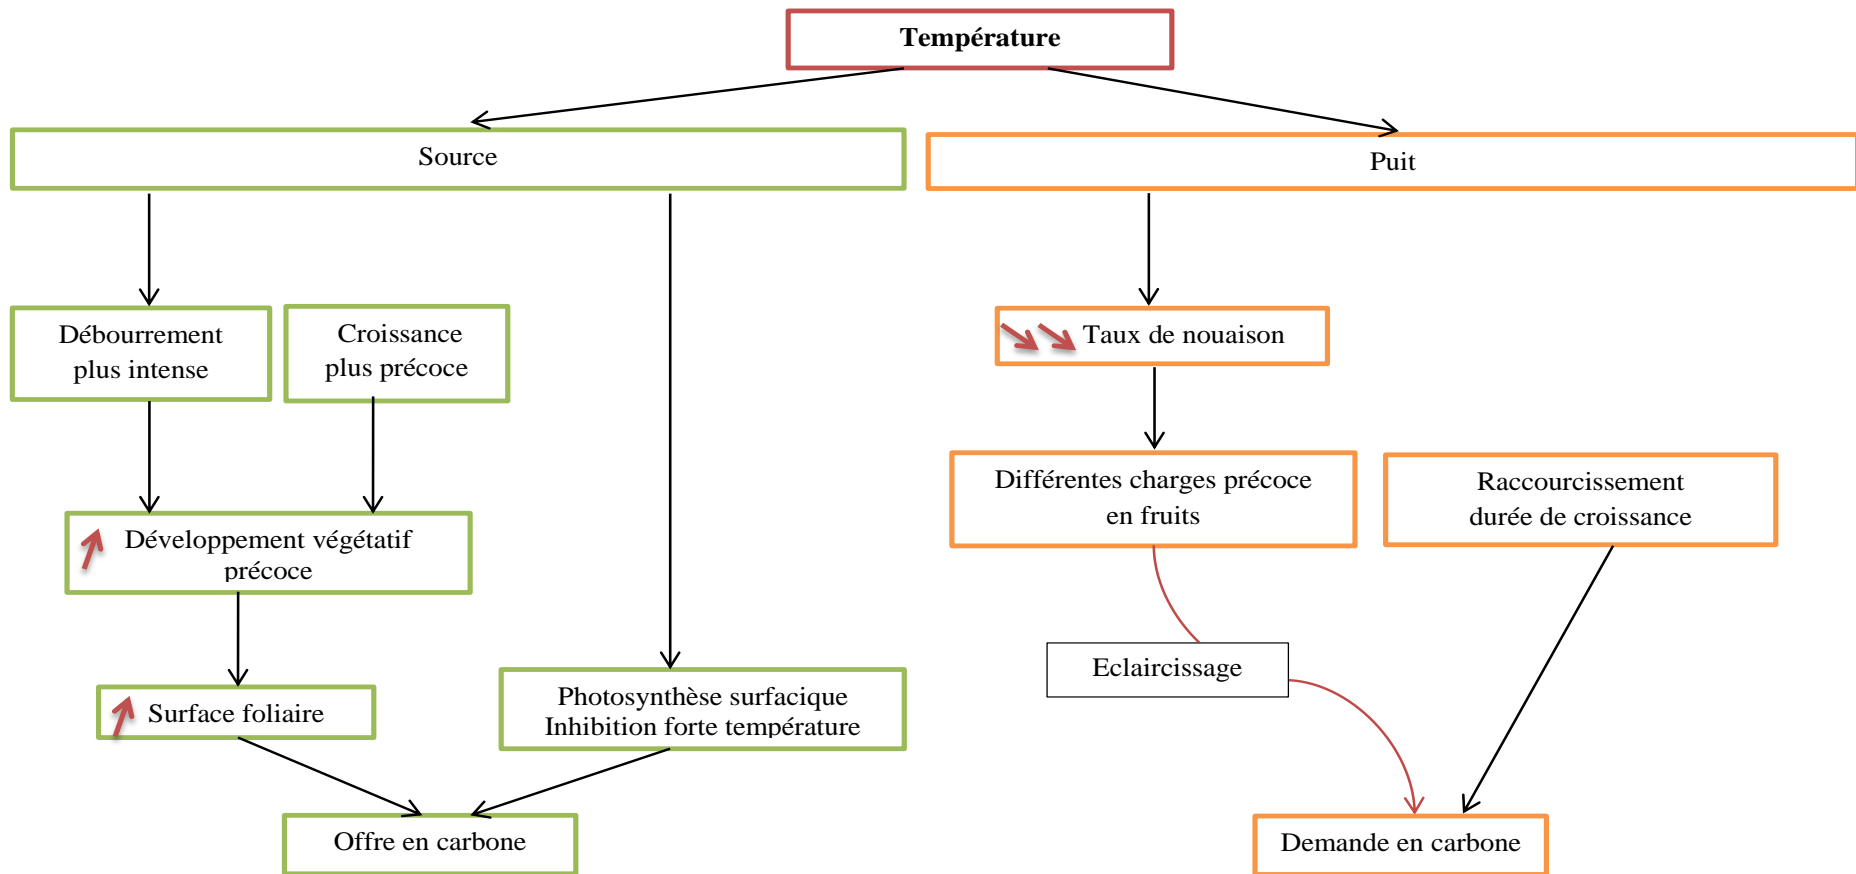 Température
Source
Puit
Débourrement
plus intense
Croissance
plus précoce
Taux de nouaison
Différentes charges précoce
en fruits
Raccourcissement
durée de croissance
Développement végétatif
précoce
Eclaircissage
Surface foliaire
Photosynthèse surfacique
Inhibition forte température
Offre en carbone
Demande en carbone